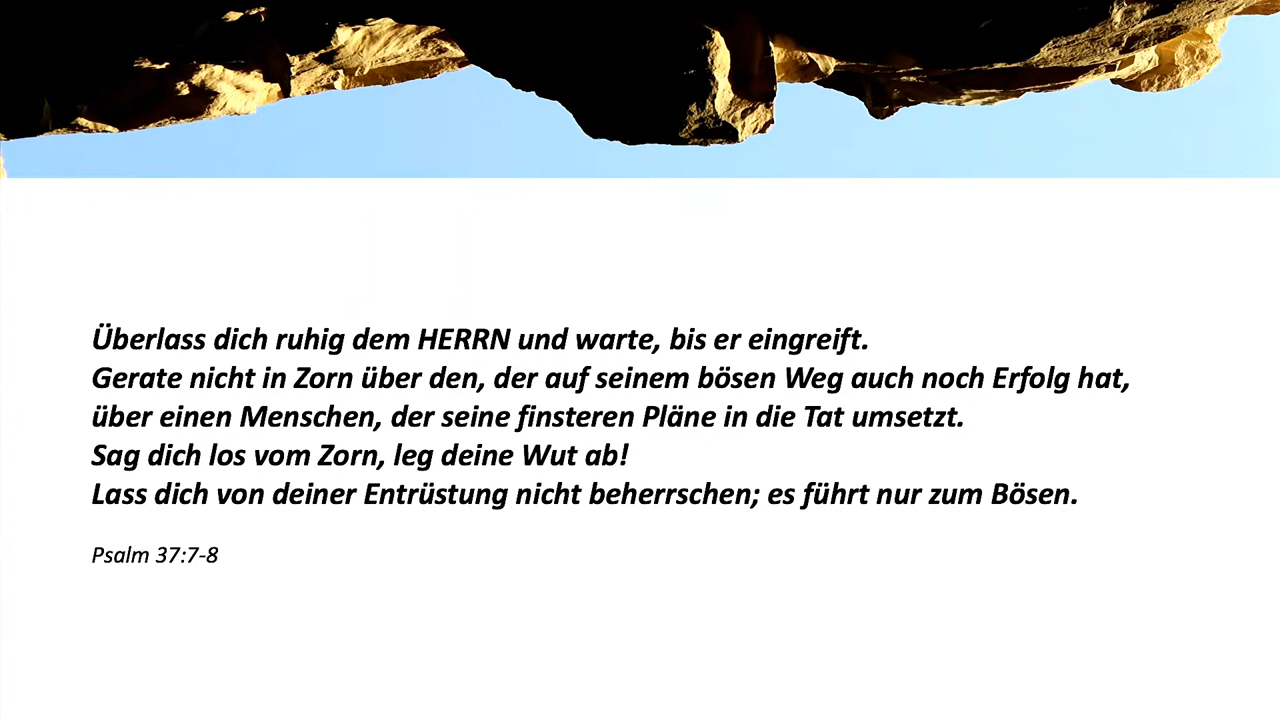 Überlass dich ruhig dem HERRN und warte, bis er eingreift.
Gerate nicht in Zorn über den, der auf seinem bösen Weg auch noch Erfolg hat,
über einen Menschen, der seine finsteren Pläne in die Tat umsetzt.
Sag dich los vom Zorn, leg deine Wut ab!
Lass dich von deiner Entrüstung nicht beherrschen; es führt nur zum Bösen.
Psalm 37:7-8